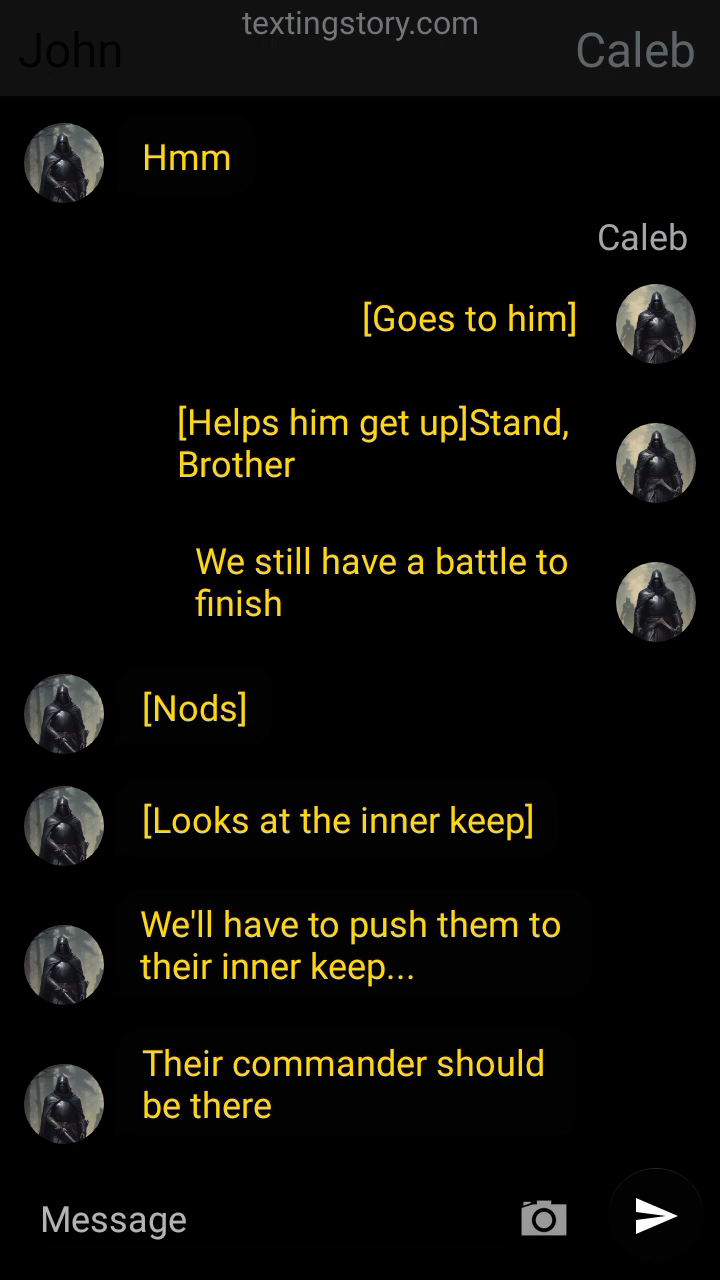 textingstory.com
John
Caleb
Hmm
Caleb
[Goes to him]
[Helps him get up]Stand,
Brother
We still have a battle to
finish
[Nods]
[Looks at the inner keep]
We'll have to push them to
their inner keep...
Their commander should
be there
Message